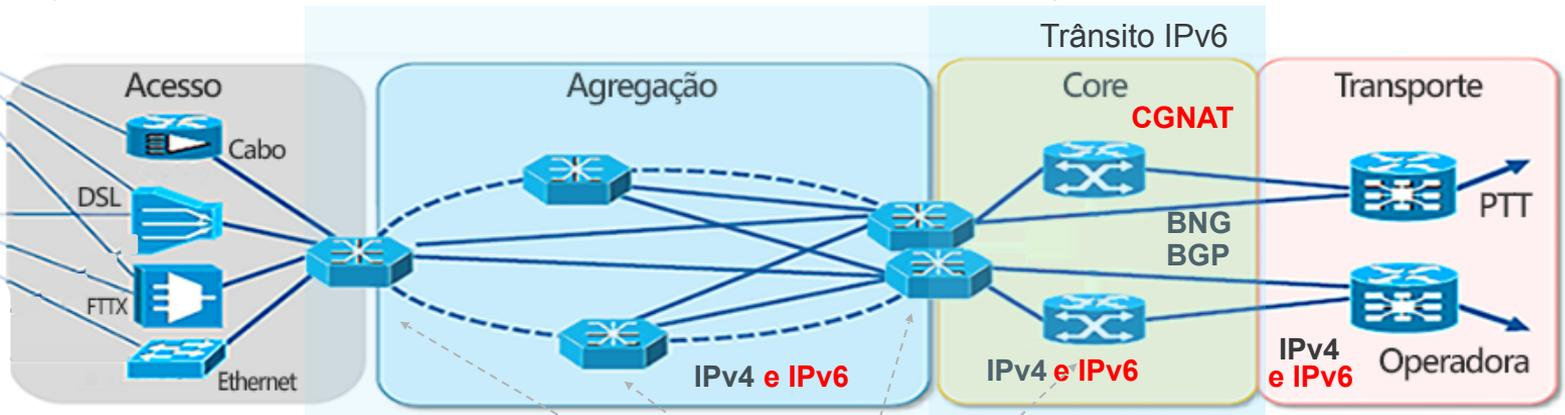 Trânsito IPv6
Acesso
Cabo
DSL
FTTX
Ethernet
Agregação
IPv4 e IPv6
Core
CGNAT
BNG
BGP
IPv4 e IPv6
Transporte
PTT
IPv4
e IPv6
Operadora